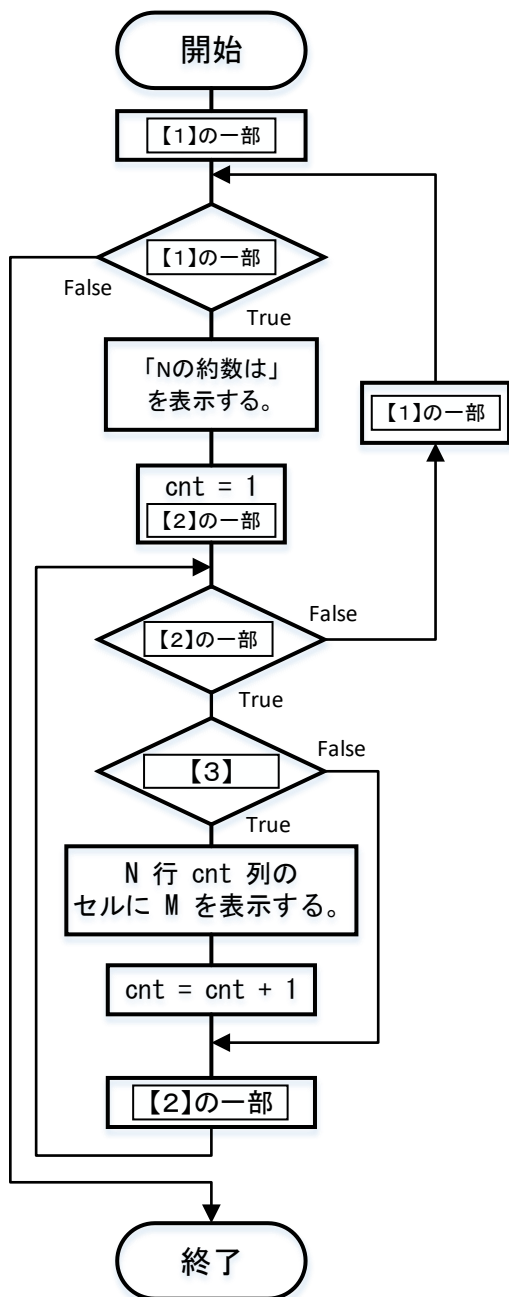 開始
【1】の一部
【1】の一部
False
True
「Nの約数は」
を表示する。
【1】の一部
cnt = 1
【2】の一部
【2】の一部
False
True
【3】
False
True
N 行 cnt 列の
セルに M を表示する。
cnt = cnt + 1
【2】の一部
終了